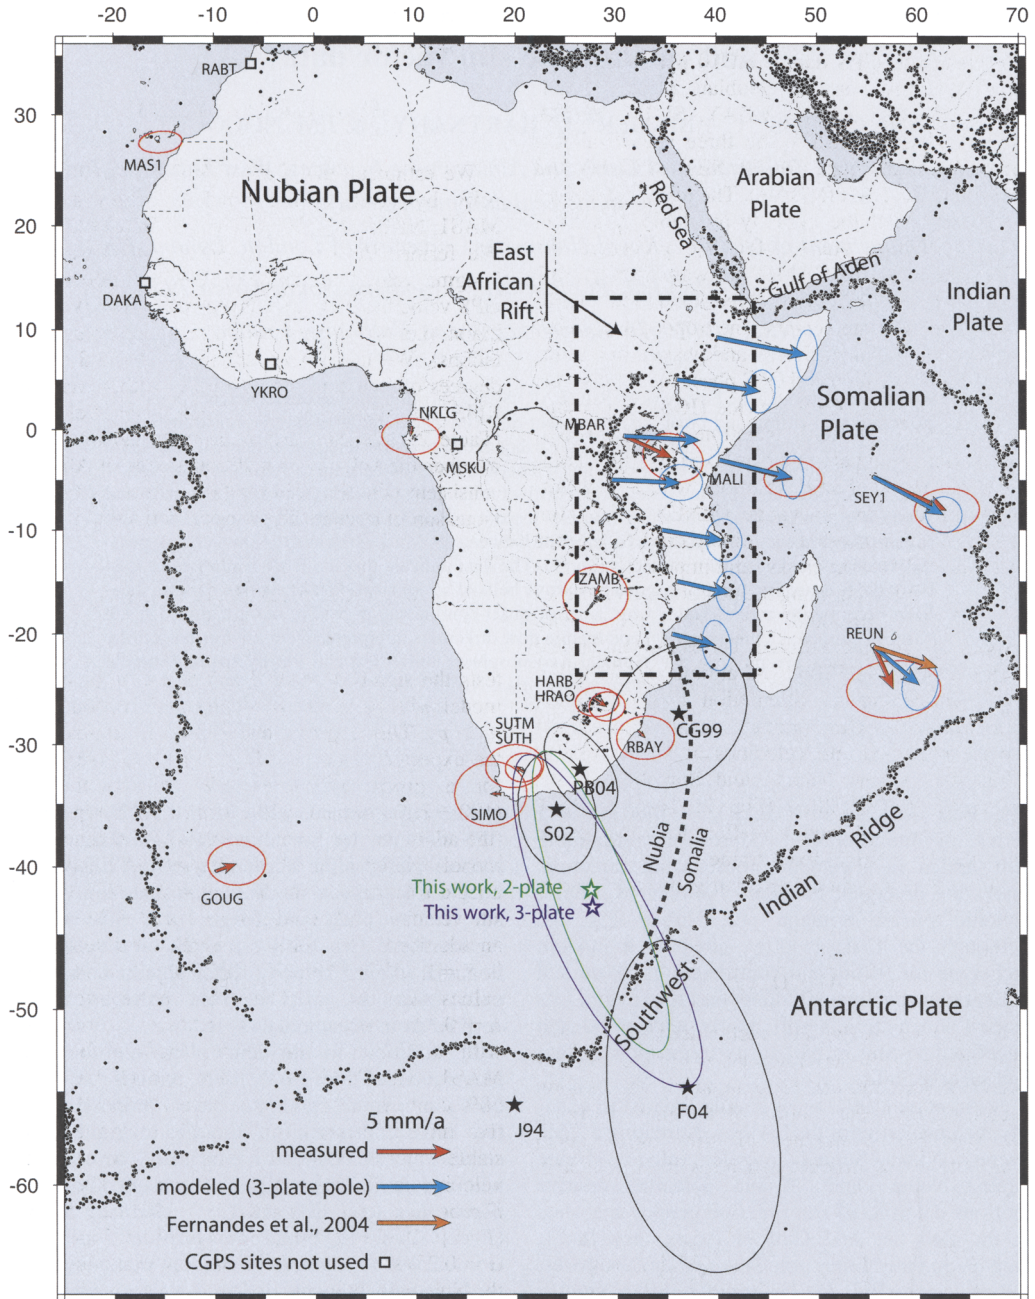 -20 -10 0 10 20 30 40 50 60 70
RABT
30
MAS1
Nubian Plate
Arabian
Plate
Red Sea
20
East
African
Rift
Gulf of Aden
DAKA
Indian
Plate
10
YKRO
Somalian
Plate
NKLG
MBAR
0
MSKU
MALI
SEY1
-10
ZAMB
-20
REUN
HARB
HRAO
SUTM
SUTH
CG99
RBAY
-30
PB04
SIMO
S02
Nubia
Somalia
Ridge
-40
This work, 2-plate
GOUG
This work, 3-plate
Indian
Southwest
Antarctic Plate
-50
F04
J94
5 mm/a
measured
-60
modeled (3-plate pole)
Fernandes et al., 2004
CGPS sites not used